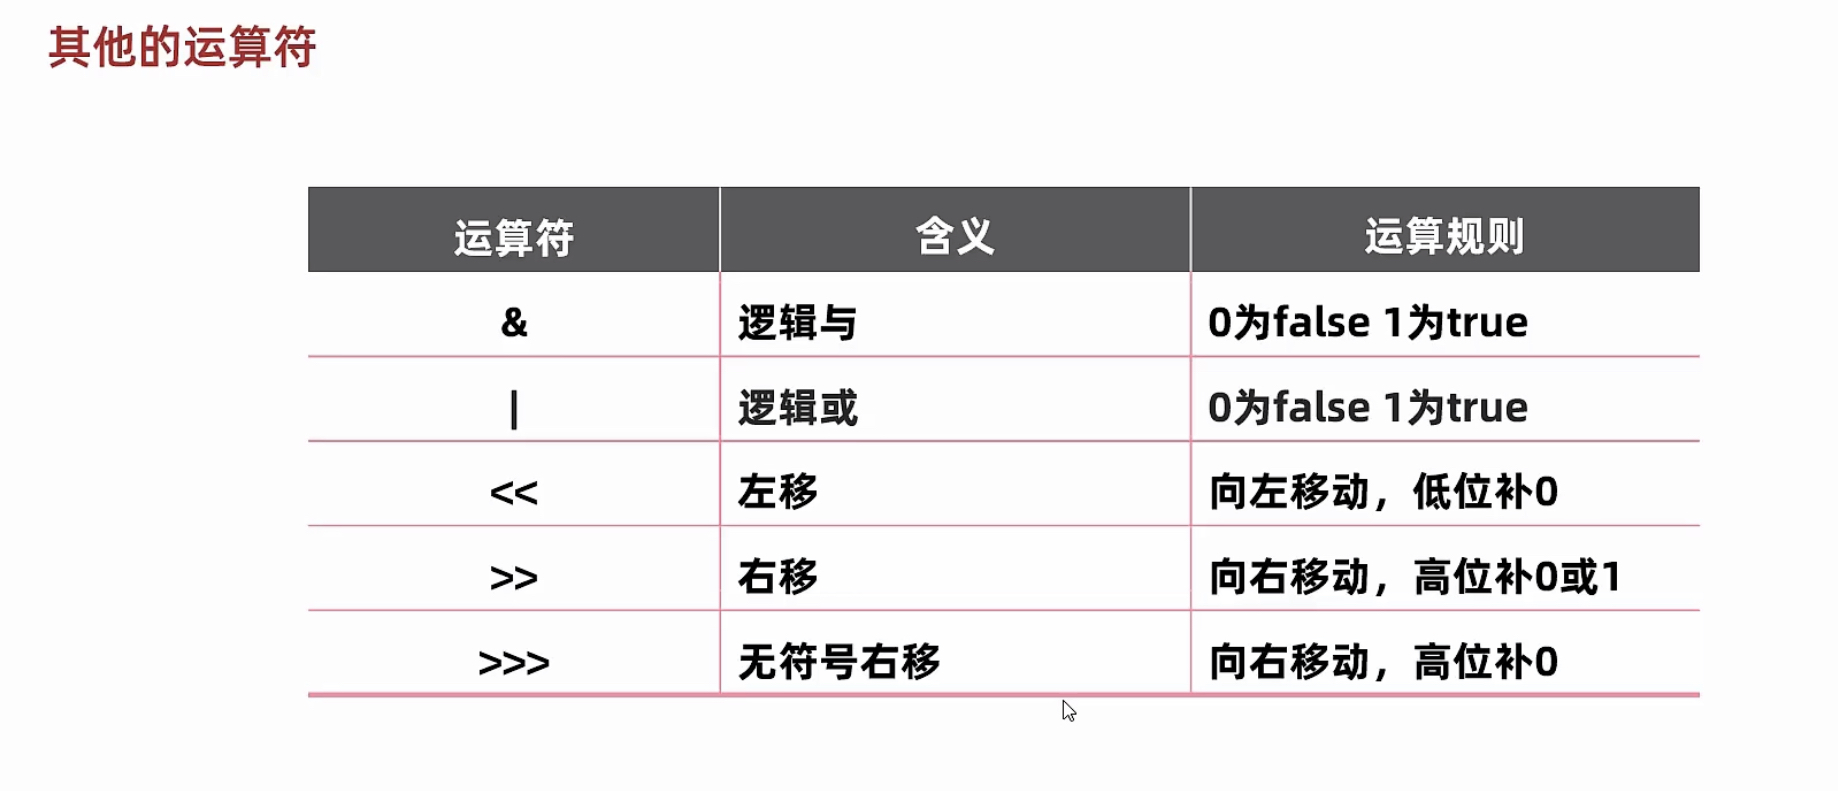 其他的运算符
运算符 含义 运算规则
& 逻辑与 0为false 1为true
| 逻辑或 0为false 1为true
<< 左移 向左移动，低位补0
>> 右移 向右移动，高位补0或1
>>> 无符号右移 向右移动，高位补0